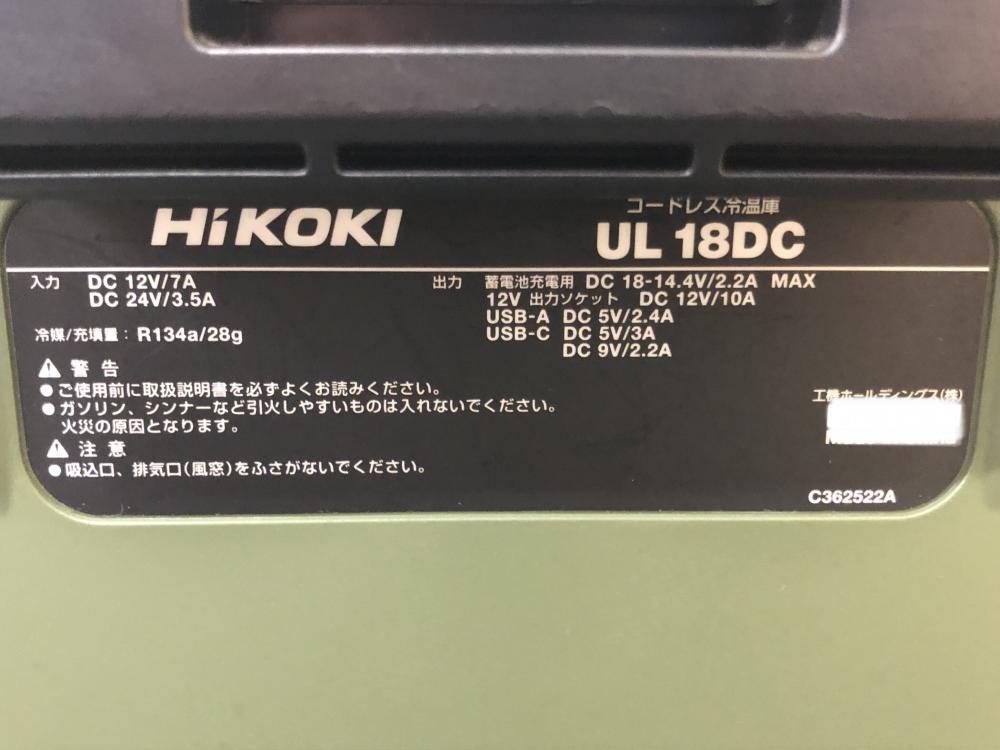 HiKOKI
コードレス冷温庫
UL 18DC
入力 DC 12V/7A
DC 24V/3.5A
冷媒/充填量：R134a/28g
出力 蓄電池充電用 DC 18-14.4V/2.2A MAX
12V 出力ソケット DC 12V/10A
USB-A DC 5V/2.4A
USB-C DC 5V/3A
DC 9V/2.2A
警告
●ご使用前に取扱説明書を必ずよくお読みください。
●ガソリン、シンナーなど引火しやすいものは入れないでください。
火災の原因となります。
注意
●吸込口、排気口(風窓)をふさがないでください。
工機ホールディングス(株)
C362522A